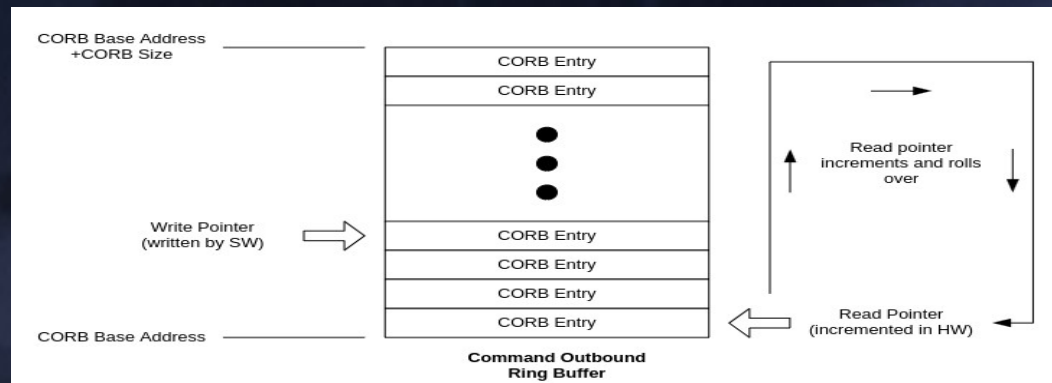 CORB Base Address
+CORB Size
CORB Entry
CORB Entry
Read pointer
increments and rolls
over
Write Pointer
(written by SW)
CORB Entry
CORB Entry
CORB Entry
CORB Entry
Read Pointer
(incremented in HW)
CORB Base Address
Command Outbound
Ring Buffer